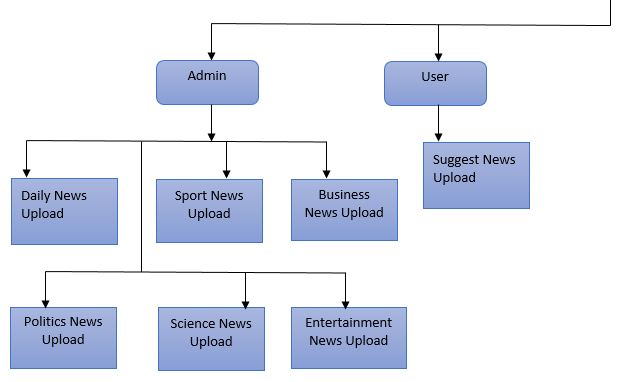 Admin
User
Suggest News
Upload
Daily News
Upload
Sport News
Upload
Business
News Upload
Politics News
Upload
Science News
Upload
Entertainment
News Upload